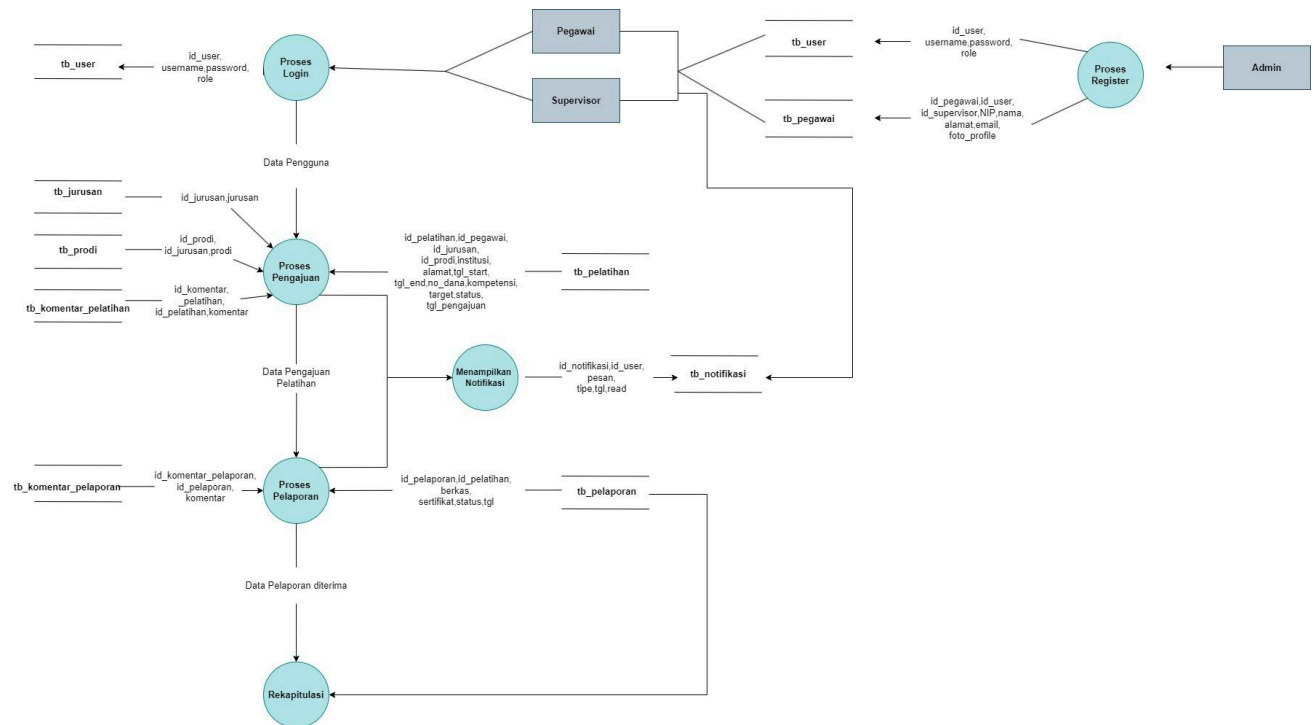 Pegawai
Supervisor
tb_user
id_user,
username,password,
role
Proses
Login
tb_user
id_user,
username,password,
role
Proses
Register
Admin
tb_pegawai
id_pegawai,id_user,
id_supervisor,NIP,nama,
alamat,email,
foto_profile
Data Pengguna
tb_jurusan
id_jurusan,jurusan
tb_prodi
id_prodi,
id_jurusan,prodi
tb_komentar_pelatihan
id_komentar,
_pelatihan,
id_pelatihan,komentar
Proses
Pengajuan
id_pelatihan,id_pegawai,
id_jurusan,
id_prodi,institusi,
alamat,tgl_start,
tgl_end,no_dana,kompetensi,
target,status,
tgl_pengajuan
tb_pelatihan
Data Pengajuan
Pelatihan
Menampilkan
Notifikasi
id_notifikasi,id_user,
pesan,
tipe,tgl,read
tb_notifikasi
tb_komentar_pelaporan
id_komentar_pelaporan,
id_pelaporan,
komentar
Proses
Pelaporan
id_pelaporan,id_pelatihan,
berkas,
sertifikat,status,tgl
tb_pelaporan
Data Pelaporan diterima
Rekapitulasi